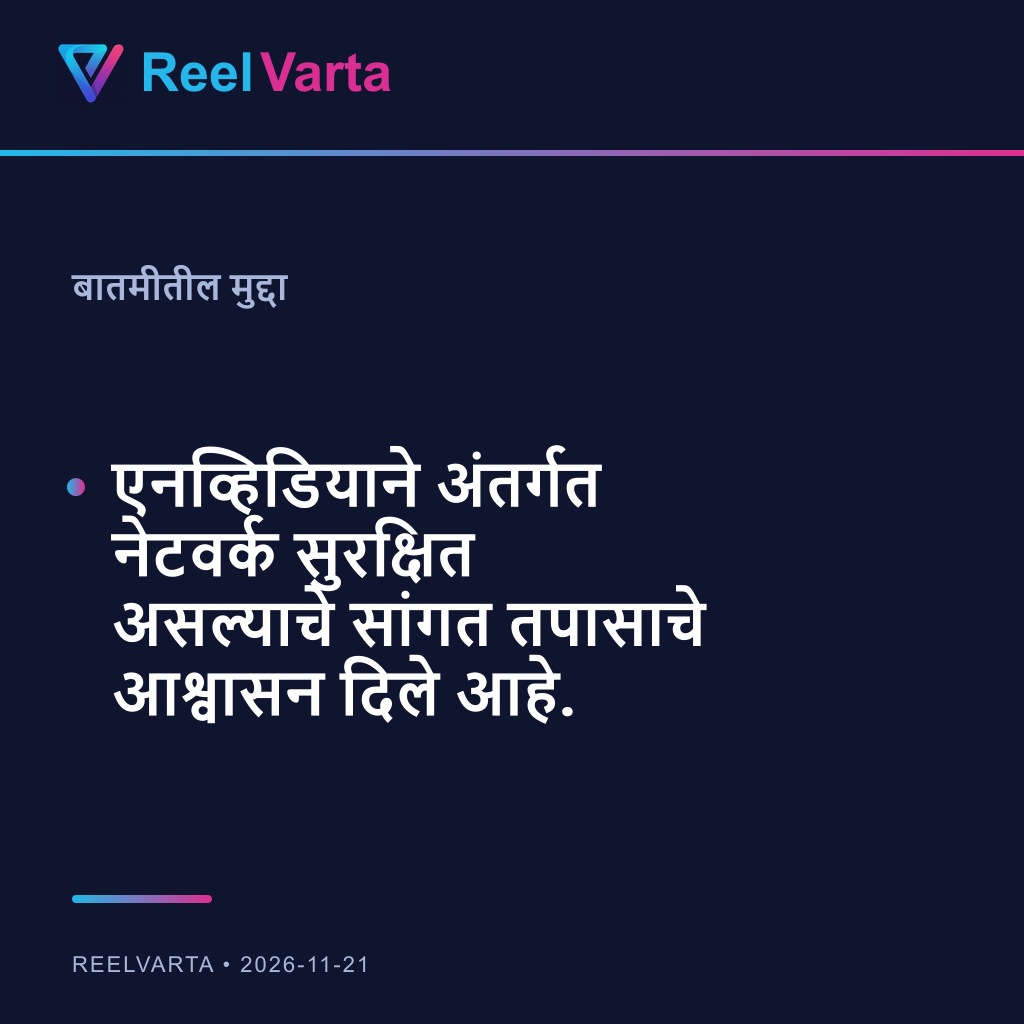 Reel Varta
बातमीतील मुद्दा
• एनव्हिडियाने अंतर्गत
नेटवर्क सुरक्षित
असल्याचे सांगत तपासाचे
आश्वासन दिले आहे.
REELVARTA • 2026-11-21